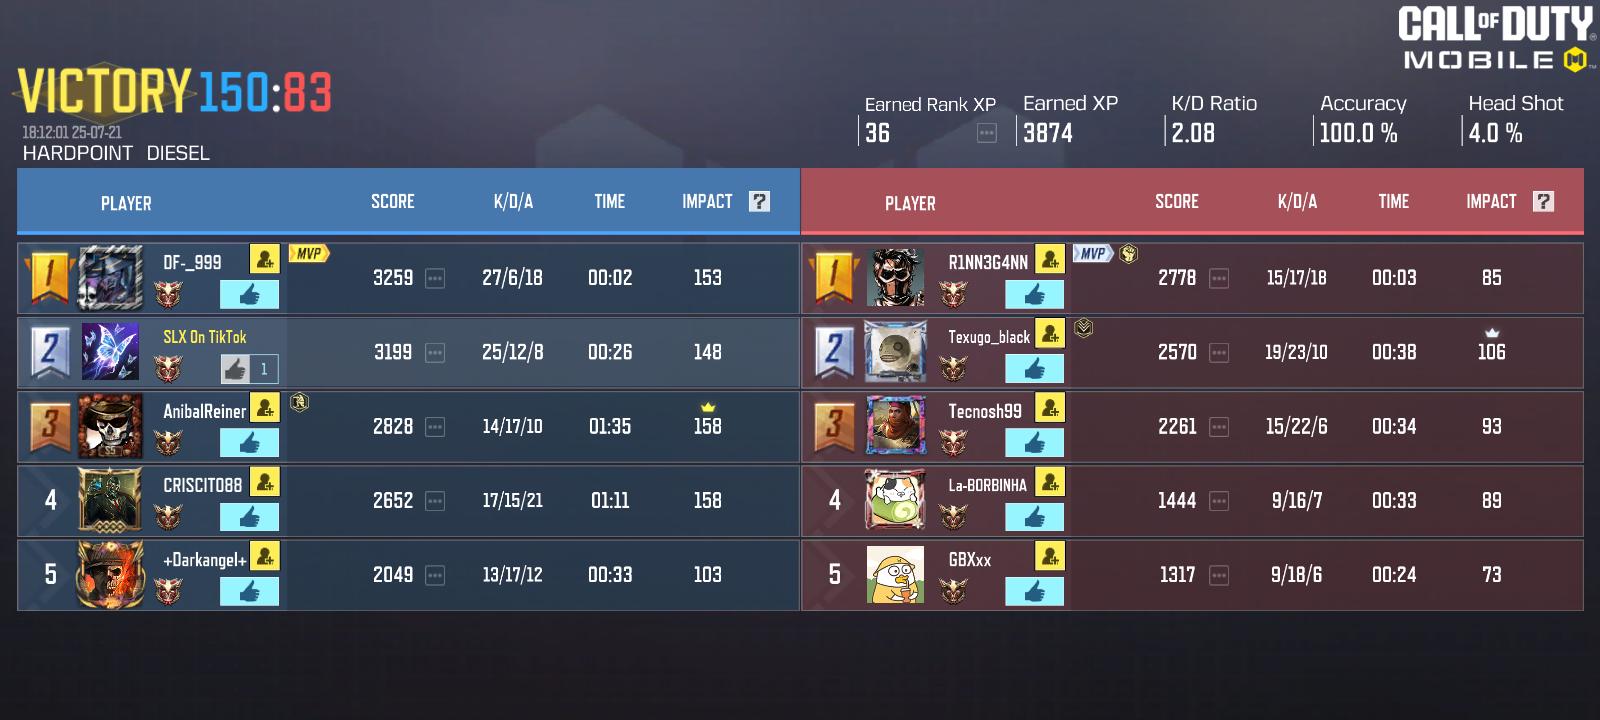 CALL OF DUTY
MOBILE
VICTORY 150:83
18:12:01 25-07-21
HARDPOINT DIESEL
Earned Rank XP Earned XP K/D Ratio Accuracy Head Shot
36 3874 2.08 100.0 % 4.0 %
PLAYER SCORE K/D/A TIME IMPACT ? PLAYER SCORE K/D/A TIME IMPACT ?
1 DF-_999 MVP 3259 27/6/18 00:02 153
1 R1NN3G4NN MVP 2778 15/17/18 00:03 85
2 SLX On TikTok 1 3199 25/12/8 00:26 148
2 Texugo_black 2570 19/23/10 00:38 106
3 AnibalReiner 2828 14/17/10 01:35 158
3 Tecnosh99 2261 15/22/6 00:34 93
4 CRISCITO88 2652 17/15/21 01:11 158
4 La-BORBINHA 1444 9/16/7 00:33 89
5 +Darkangel+ 2049 13/17/12 00:33 103
5 GBXxx 1317 9/18/6 00:24 73